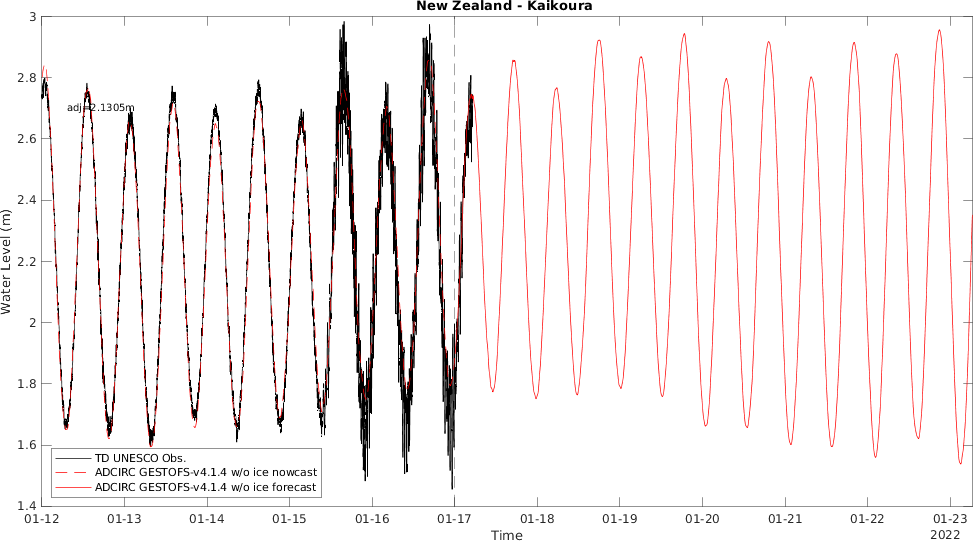 New Zealand - Kaikoura
3
2.8
2.6
2.4
2.2
2
1.8
1.6
1.4
Water Level (m)
adj=2.1305m
TD UNESCO Obs.
ADCIRC GESTOFS-v4.1.4 w/o ice nowcast
ADCIRC GESTOFS-v4.1.4 w/o ice forecast
01-12 01-13 01-14 01-15 01-16 01-17 01-18 01-19 01-20 01-21 01-22 01-23
Time
2022